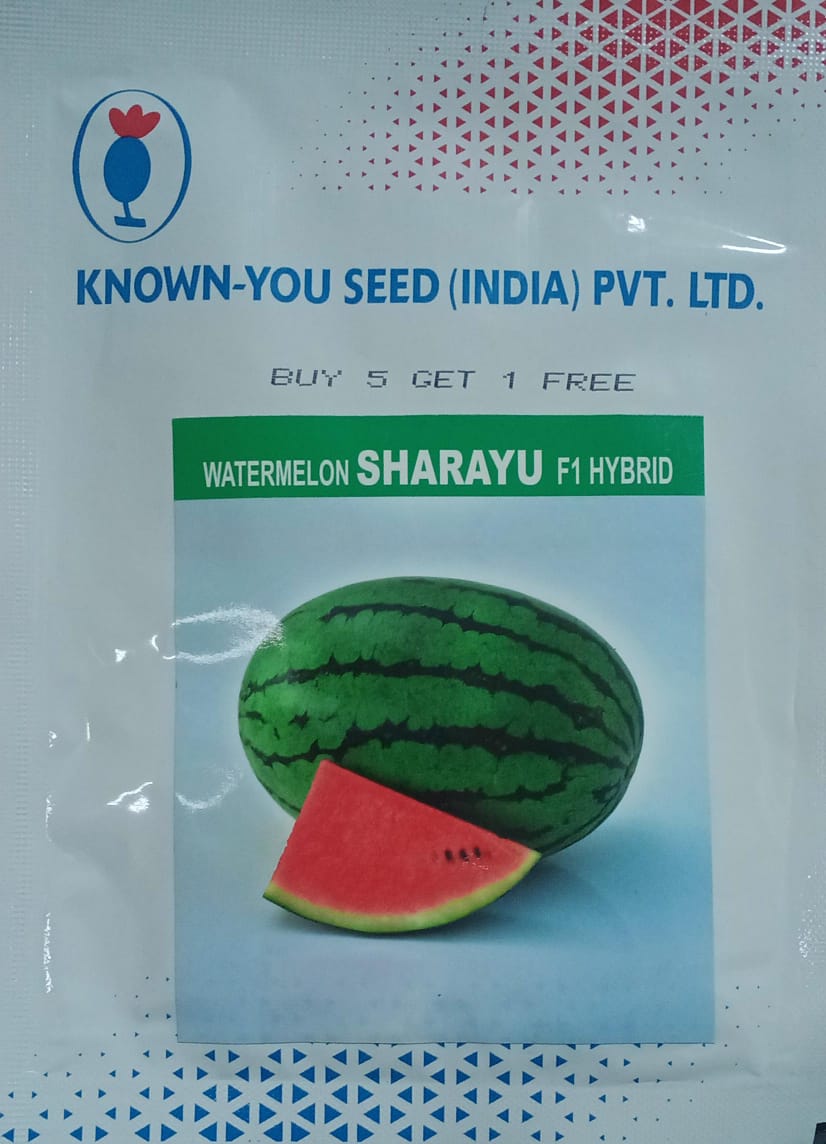 KNOWN-YOU SEED (INDIA) PVT. LTD.
BUY 5 GET 1 FREE
WATERMELON SHARAYU F1 HYBRID